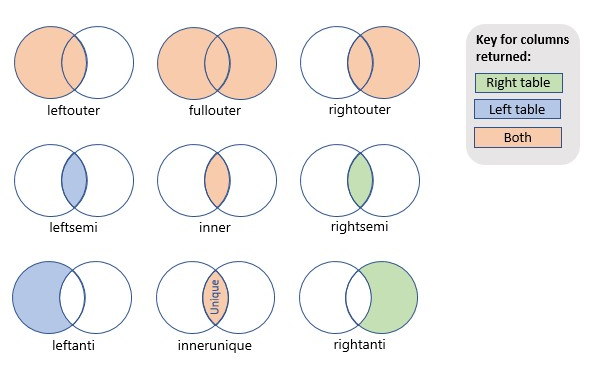 Key for columns
returned:
Right table
Left table
Both
leftouter
fullouter
rightouter
leftsemi
inner
rightsemi
Unique
leftanti
innerunique
rightanti